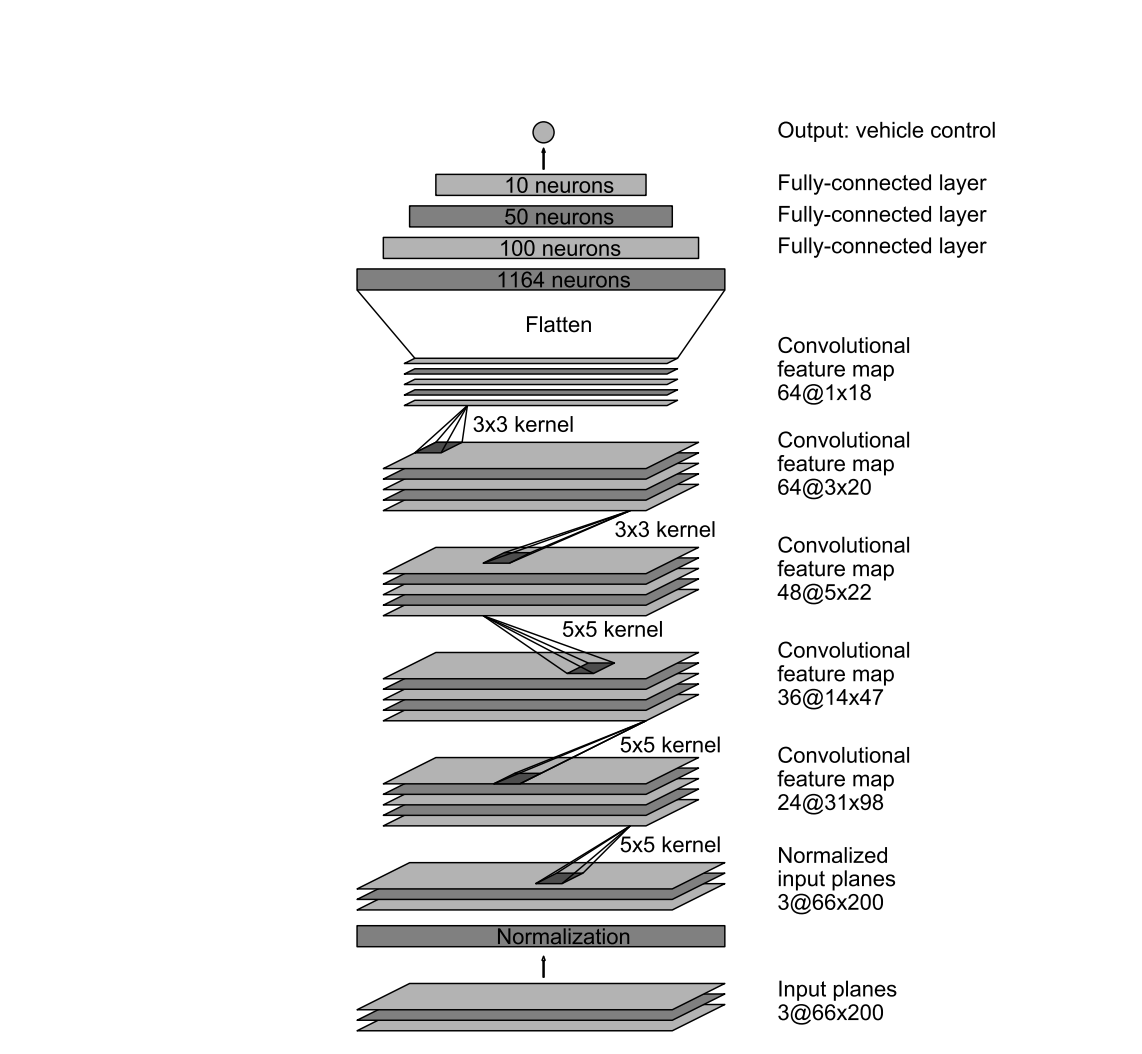 Output: vehicle control
10 neurons
Fully-connected layer
50 neurons
Fully-connected layer
100 neurons
Fully-connected layer
1164 neurons
Flatten
Convolutional
feature map
64@1x18
3x3 kernel
Convolutional
feature map
64@3x20
3x3 kernel
Convolutional
feature map
48@5x22
5x5 kernel
Convolutional
feature map
36@14x47
5x5 kernel
Convolutional
feature map
24@31x98
5x5 kernel
Normalized
input planes
3@66x200
Normalization
Input planes
3@66x200